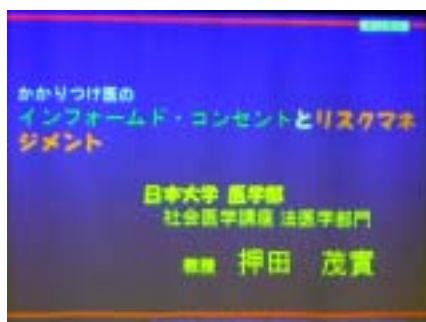 かかりつけ医の
インフォームド・コンセントとリスクマネ
ジメント
日本大学 医学部
社会医学講座 法医学部門
教授 押田 茂實